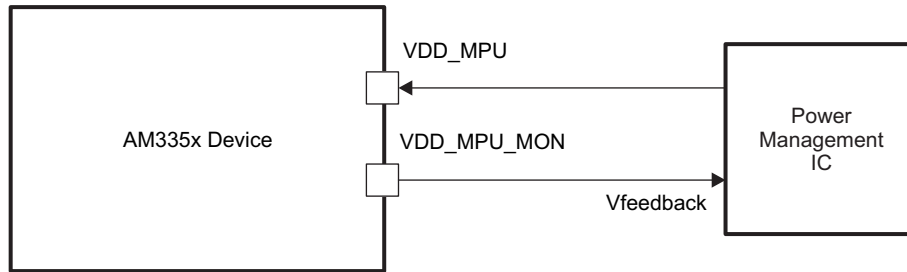 VDD_MPU
AM335x Device
Power
Management
IC
VDD_MPU_MON
Vfeedback